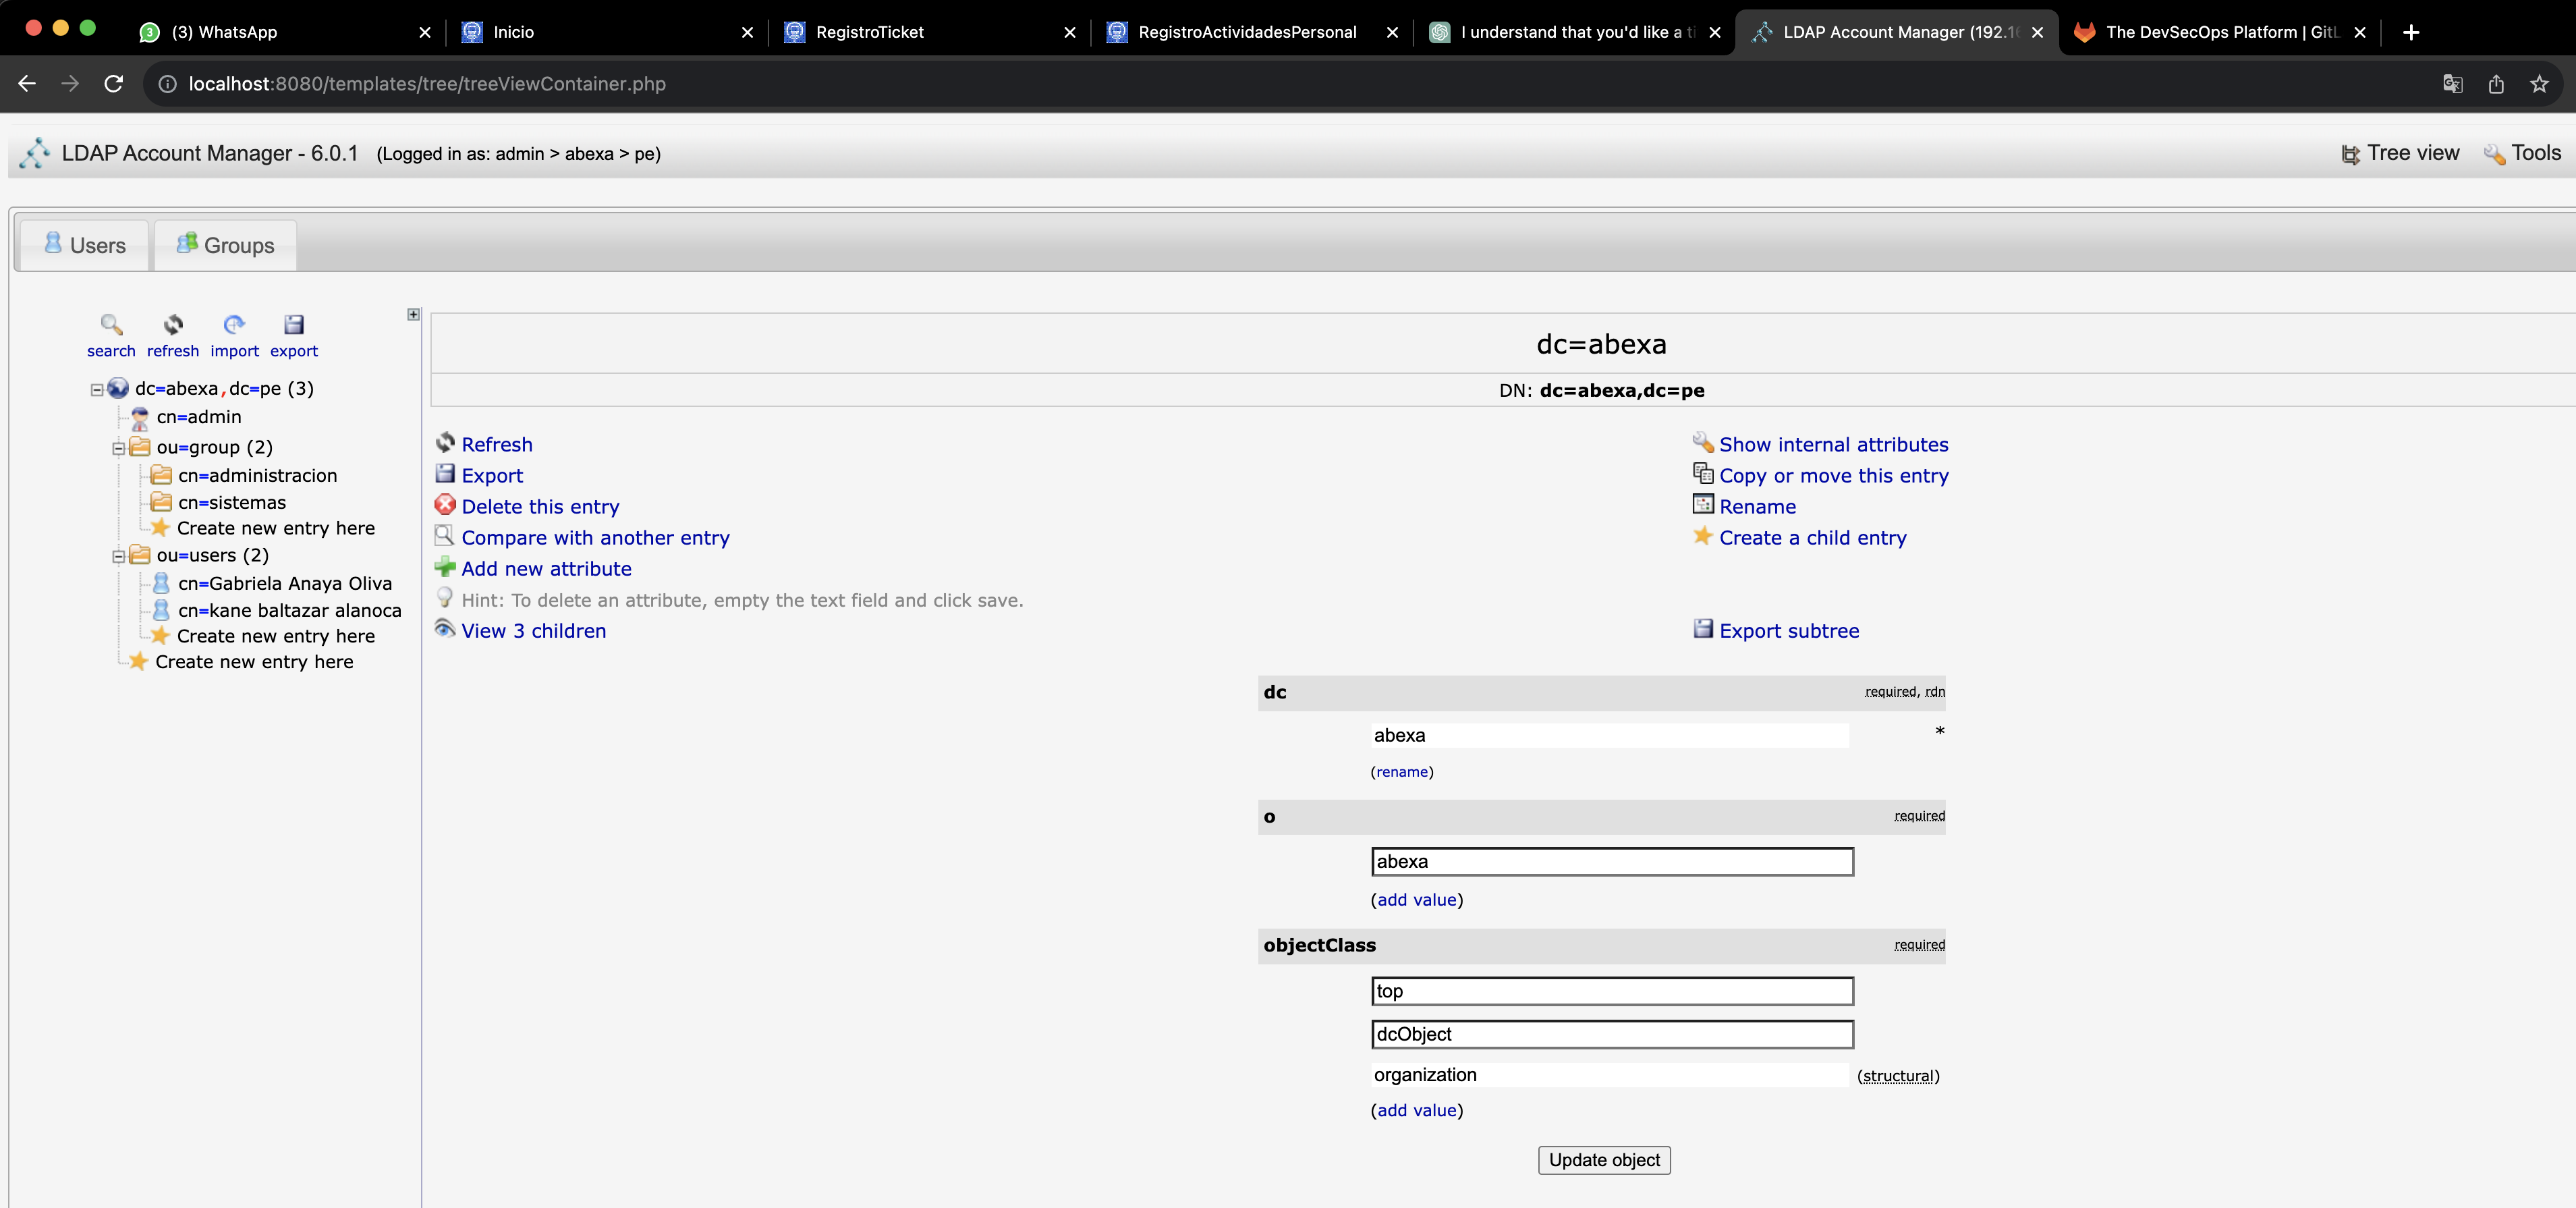 (3) WhatsApp
Inicio
RegistroTicket
RegistroActividadesPersonal
I understand that you'd like a ti
LDAP Account Manager (192.16
The DevSecOps Platform | GitL
localhost:8080/templates/tree/treeViewContainer.php
LDAP Account Manager - 6.0.1 (Logged in as: admin > abexa > pe)
Tree view
Tools
Users
Groups
search refresh import export
dc=abexa,dc=pe (3)
cn=admin
ou=group (2)
cn=administracion
cn=sistemas
Create new entry here
ou=users (2)
cn=Gabriela Anaya Oliva
cn=kane baltazar alanoca
Create new entry here
Create new entry here
dc=abexa
DN: dc=abexa,dc=pe
Refresh
Show internal attributes
Export
Copy or move this entry
Delete this entry
Rename
Compare with another entry
Create a child entry
Add new attribute
Hint: To delete an attribute, empty the text field and click save.
View 3 children
Export subtree
dc
required, rdn
abexa
*
(rename)
o
required
abexa
(add value)
objectClass
required
top
dcObject
organization (structural)
(add value)
Update object